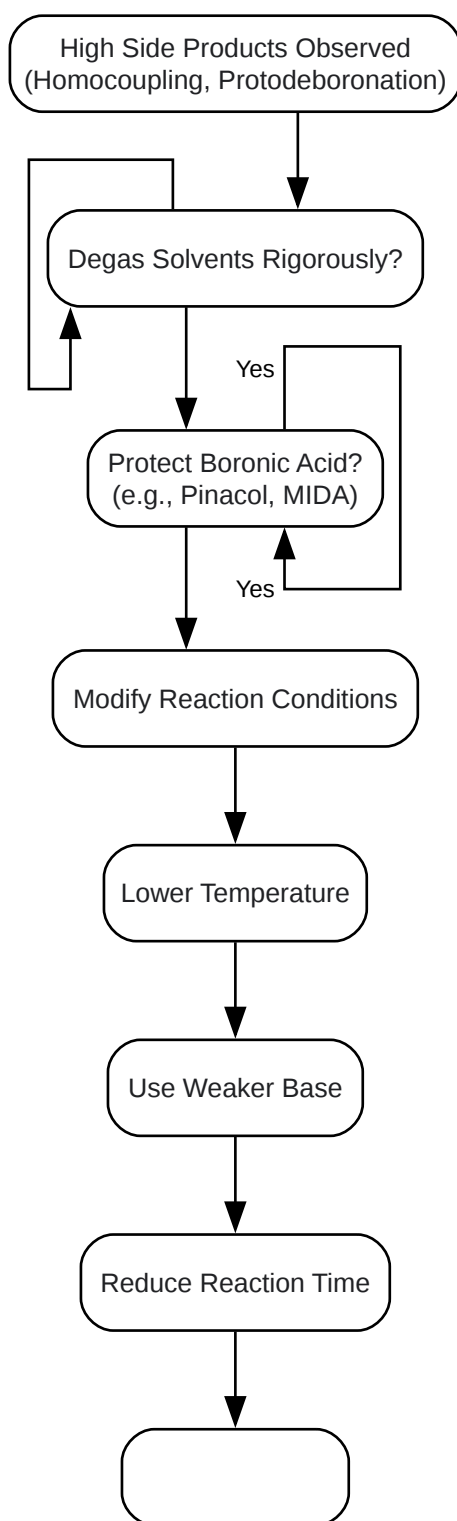 High Side Products Observed
(Homocoupling, Protodeboronation)
Degas Solvents Rigorously?
Yes
Protect Boronic Acid?
(e.g., Pinacol, MIDA)
Yes
Modify Reaction Conditions
Lower Temperature
Use Weaker Base
Reduce Reaction Time